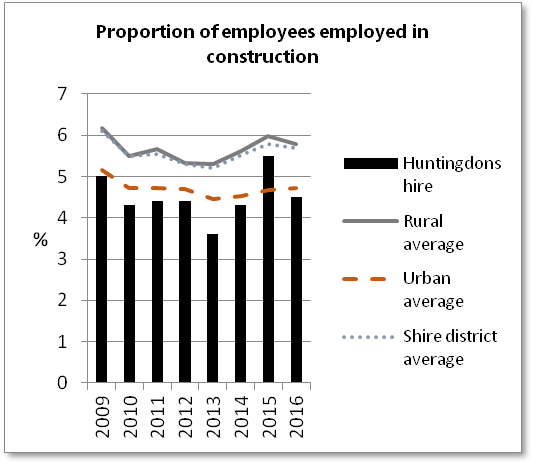 Proportion of employees employed in
construction
7
6
5
4
3
2
1
0
%
2009
2010
2011
2012
2013
2014
2015
2016
Huntingdons
hire
Rural
average
Urban
average
Shire district
average